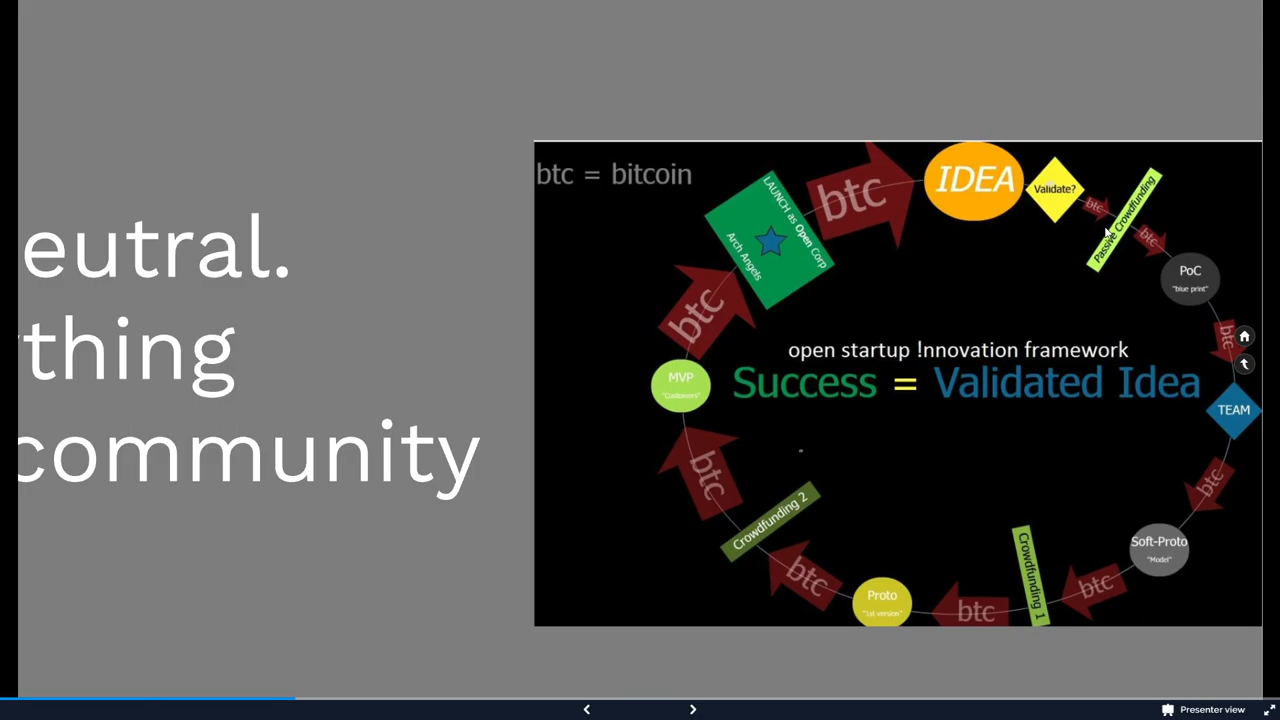 eutral.
thing
community
btc = bitcoin
IDEA
Validate?
btc
Passive Crowdfunding
btc
PoC
"blue print"
btc
TEAM
btc
Soft-Proto
"Model"
btc
Crowdfunding 1
btc
Proto
"1st version"
btc
Crowdfunding 2
btc
MVP
"Customers"
btc
LAUNCH as Open Corp
Arch Angels
btc
open startup !nnovation framework
Success = Validated Idea
Presenter view